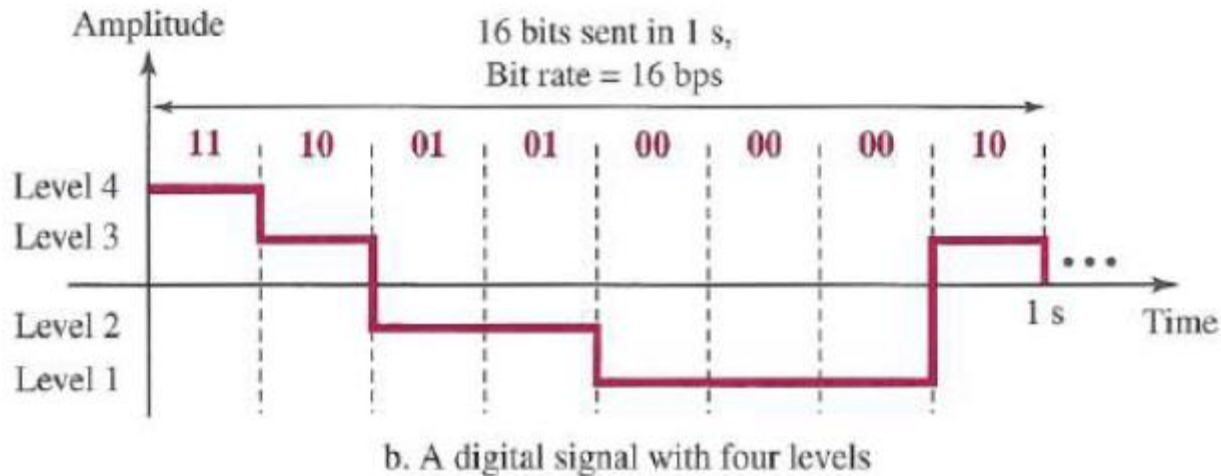 Amplitude
16 bits sent in 1 s,
Bit rate = 16 bps
11 10 01 01 00 00 00 10
Level 4
Level 3
•••
Level 2
1 s
Time
Level 1
b. A digital signal with four levels